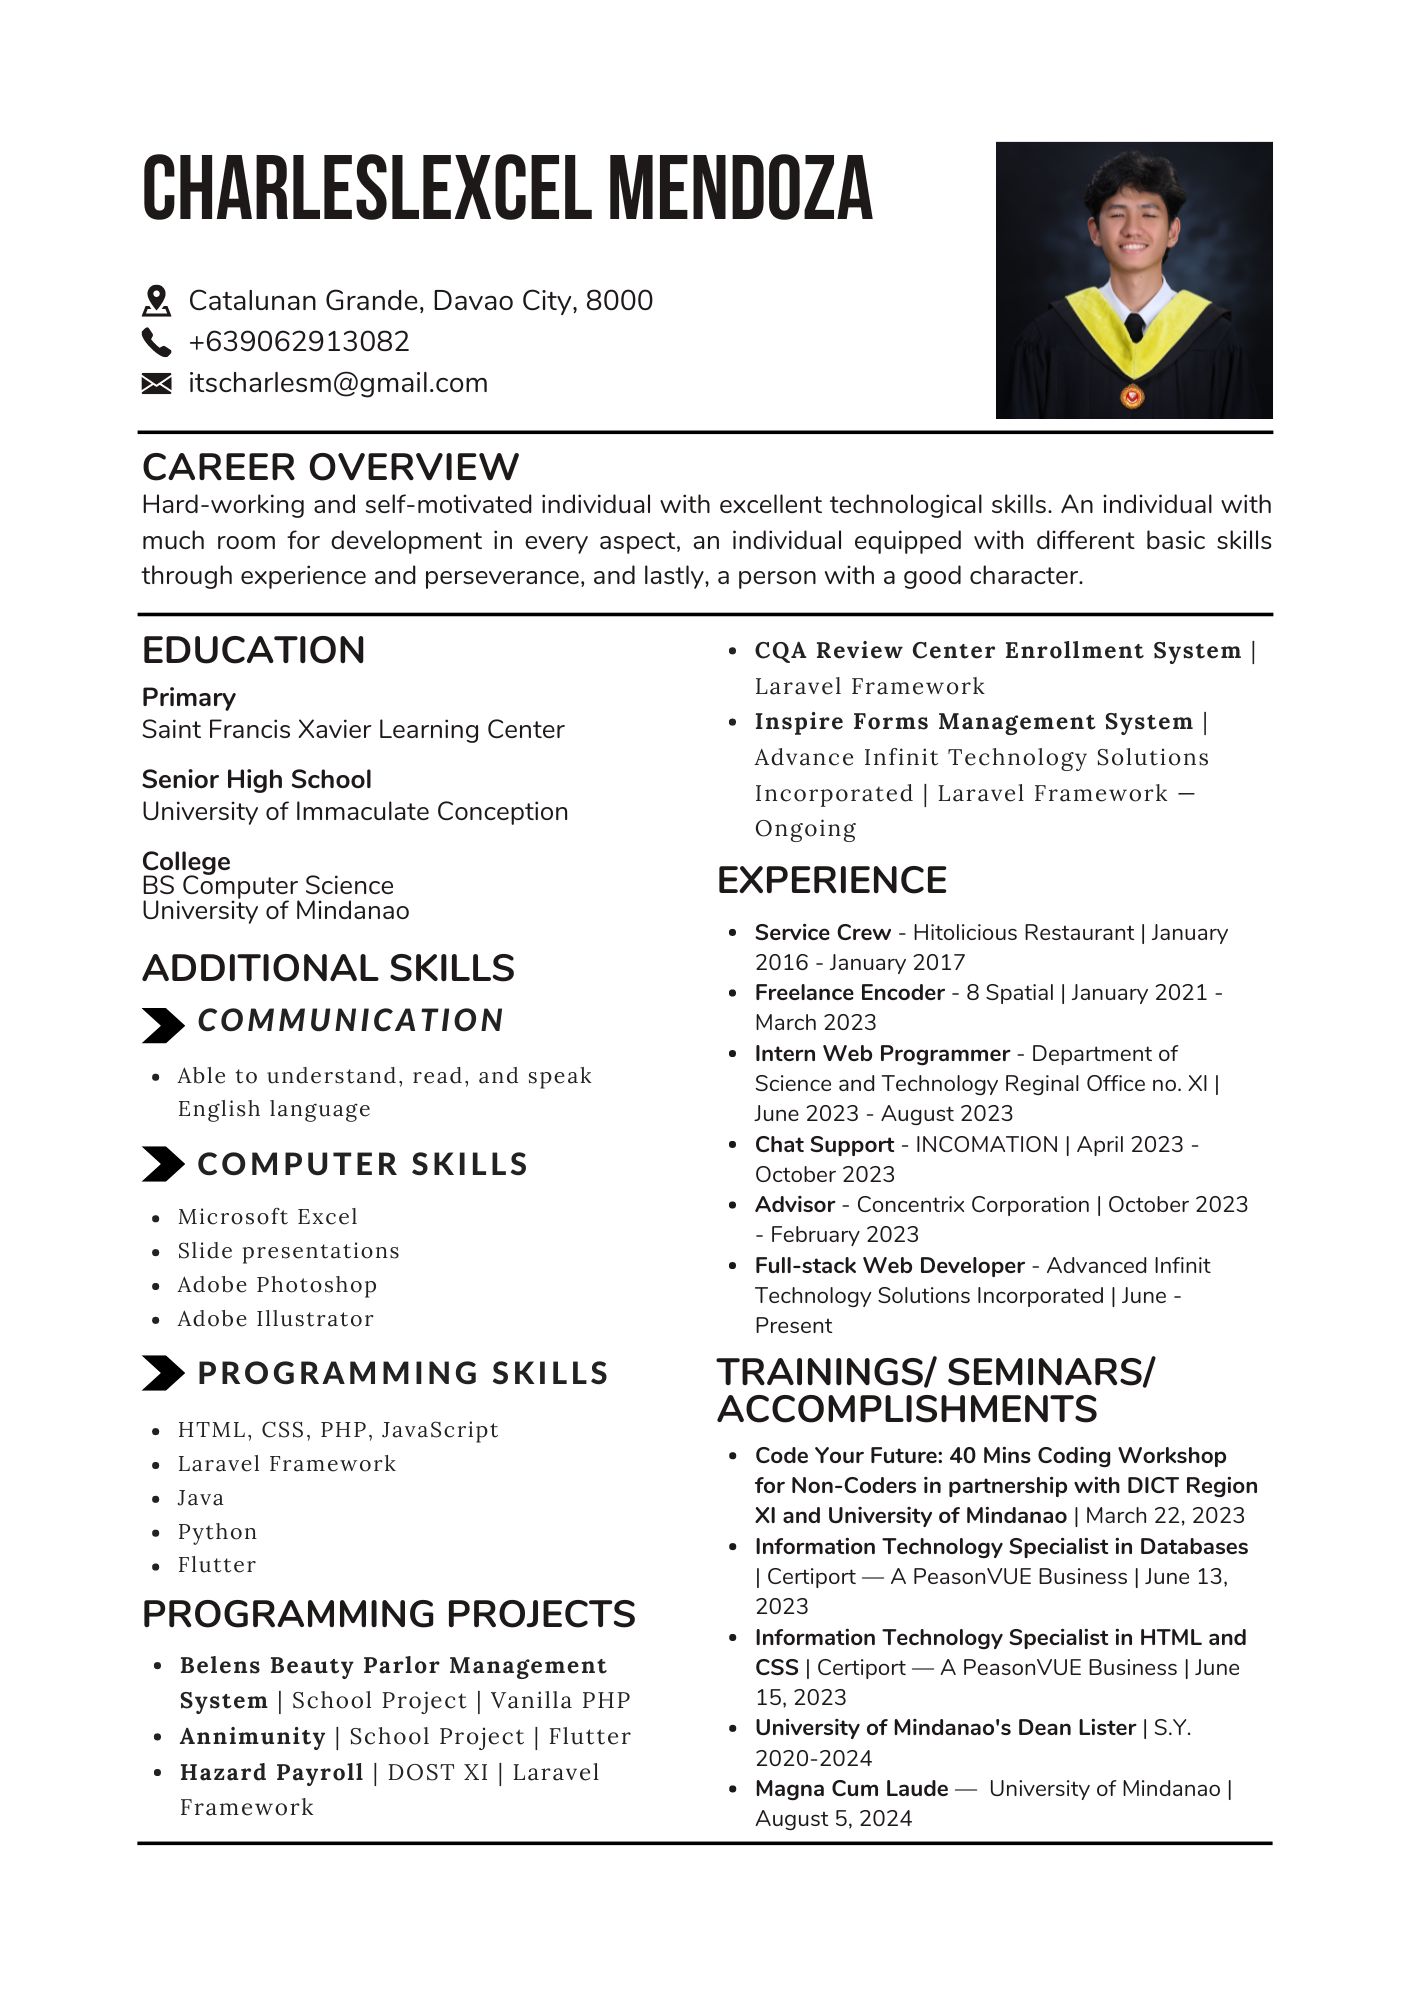 CHARLESLEXCEL MENDOZA
Catalunan Grande, Davao City, 8000
+639062913082
itscharlesm@gmail.com
CAREER OVERVIEW
Hard-working and self-motivated individual with excellent technological skills. An individual with
much room for development in every aspect, an individual equipped with different basic skills
through experience and perseverance, and lastly, a person with a good character.
EDUCATION
Primary
Saint Francis Xavier Learning Center
Senior High School
University of Immaculate Conception
College
BS Computer Science
University of Mindanao
ADDITIONAL SKILLS
COMMUNICATION
• Able to understand, read, and speak
English language
COMPUTER SKILLS
• Microsoft Excel
• Slide presentations
• Adobe Photoshop
• Adobe Illustrator
PROGRAMMING SKILLS
• HTML, CSS, PHP, JavaScript
• Laravel Framework
• Java
• Python
• Flutter
PROGRAMMING PROJECTS
• Belens Beauty Parlor Management
System | School Project | Vanilla PHP
• Annimunity | School Project | Flutter
• Hazard Payroll | DOST XI | Laravel
Framework
• CQA Review Center Enrollment System |
Laravel Framework
• Inspire Forms Management System |
Advance Infinit Technology Solutions
Incorporated | Laravel Framework —
Ongoing
EXPERIENCE
• Service Crew - Hitolicious Restaurant | January
2016 - January 2017
• Freelance Encoder - 8 Spatial | January 2021 -
March 2023
• Intern Web Programmer - Department of
Science and Technology Reginal Office no. XI |
June 2023 - August 2023
• Chat Support - INCOMATION | April 2023 -
October 2023
• Advisor - Concentrix Corporation | October 2023
- February 2023
• Full-stack Web Developer - Advanced Infinit
Technology Solutions Incorporated | June -
Present
TRAININGS/ SEMINARS/
ACCOMPLISHMENTS
• Code Your Future: 40 Mins Coding Workshop
for Non-Coders in partnership with DICT Region
XI and University of Mindanao | March 22, 2023
• Information Technology Specialist in Databases
| Certiport — A PeasonVUE Business | June 13,
2023
• Information Technology Specialist in HTML and
CSS | Certiport — A PeasonVUE Business | June
15, 2023
• University of Mindanao's Dean Lister | S.Y.
2020-2024
• Magna Cum Laude — University of Mindanao |
August 5, 2024